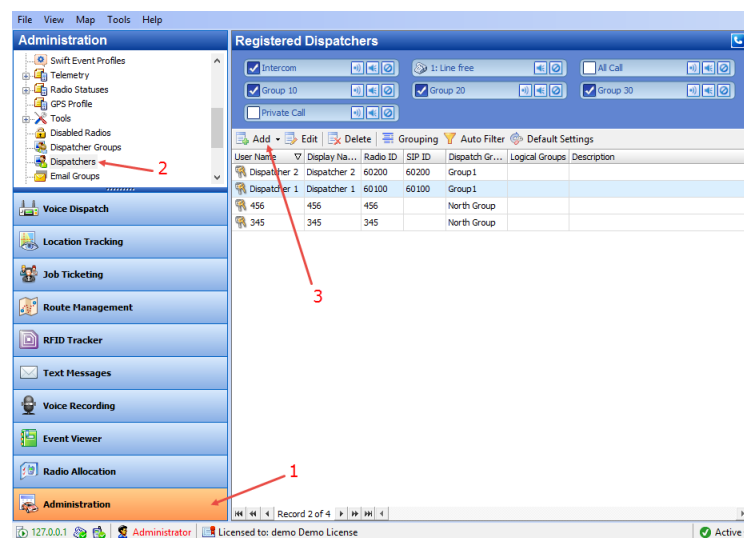 File View Map Tools Help
Administration
Registered Dispatchers
Swift Event Profiles
Telemetry
Radio Statuses
GPS Profile
Tools
Disabled Radios
Dispatcher Groups
Dispatchers
Email Groups
2
Intercom
1: Line free
All Call
Group 10
Group 20
Group 30
Private Call
Add Edit Delete Grouping Auto Filter Default Settings
User Name Display Na... Radio ID SIP ID Dispatch Gr... Logical Groups Description
Dispatcher 2 Dispatcher 2 60200 60200 Group1
Dispatcher 1 Dispatcher 1 60100 60100 Group1
456 456 456 North Group
345 345 345 North Group
3
Voice Dispatch
Location Tracking
Job Ticketing
Route Management
RFID Tracker
Text Messages
Voice Recording
Event Viewer
Radio Allocation
Administration
1
Record 2 of 4
127.0.0.1 Administrator Licensed to: demo Demo License Active